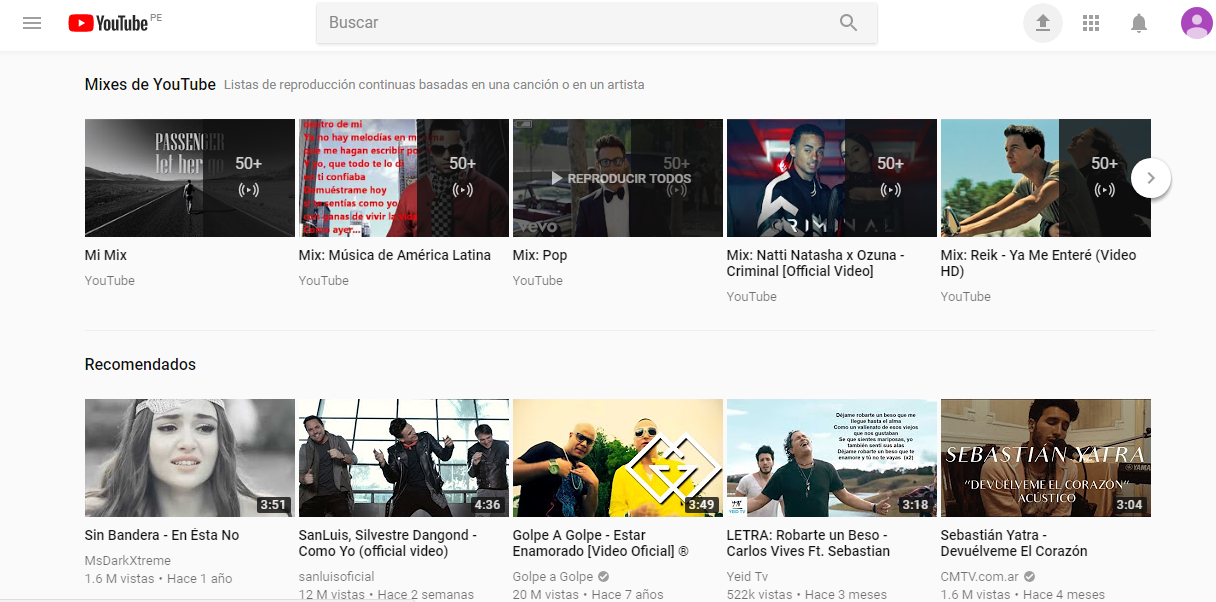 YouTube PE
Buscar
Mixes de YouTube Listas de reproducción continuas basadas en una canción o en un artista
PASSENGER
let her go
50+
dentro de mi
Ya no hay melodías en mi alma
que me hagan escribir
Y yo, que todo te lo di
en ti confiaba
Demuéstrame hoy
que sentías como yo
con ganas de vivir la vida
Como ayer...
50+
50+
REPRODUCIR TODOS
vevo
50+
CRIMINAL
50+
Mi Mix
YouTube
Mix: Música de América Latina
YouTube
Mix: Pop
YouTube
Mix: Natti Natasha x Ozuna -
Criminal [Official Video]
YouTube
Mix: Reik - Ya Me Enteré (Video
HD)
YouTube
Recomendados
3:51
4:36
3:49
Déjame robarte un beso que me
llegue hasta el alma
Como un vallenato de esos viejos
que nos gustaban
Se que sientes mariposas, yo
también sentí sus alas
Déjame robarte un beso que te
enamore y tú no te vayas (x2)
YEID TV
3:18
SEBASTIÁN YATRA
YAMAHA
"DEVUÉLVEME EL CORAZÓN"
ACÚSTICO
3:04
Sin Bandera - En Ésta No
MsDarkXtreme
1.6 M vistas • Hace 1 año
SanLuis, Silvestre Dangond -
Como Yo (official video)
sanluisoficial
12 M vistas • Hace 2 semanas
Golpe A Golpe - Estar
Enamorado [Video Oficial] ®
Golpe a Golpe
20 M vistas • Hace 7 años
LETRA: Robarte un Beso -
Carlos Vives Ft. Sebastian
Yeid Tv
522k vistas • Hace 3 meses
Sebastián Yatra -
Devuélveme El Corazón
CMTV.com.ar
1.6 M vistas • Hace 4 meses